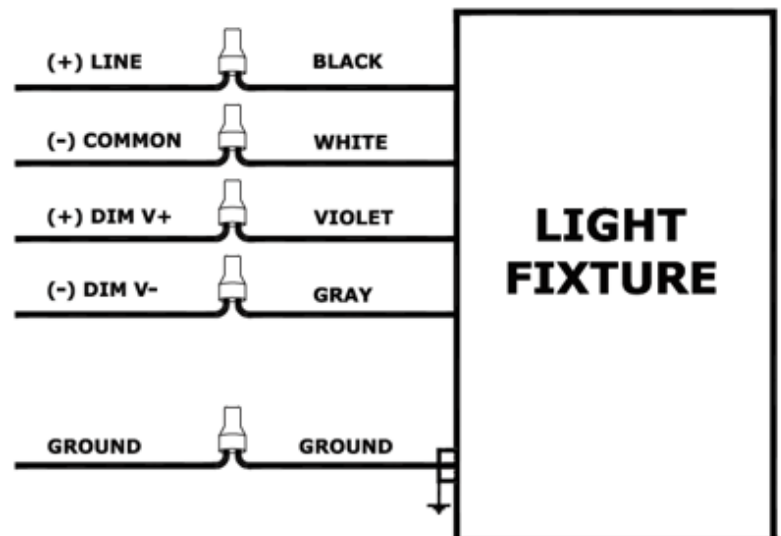 (+) LINE BLACK
(-) COMMON WHITE
(+) DIM V+ VIOLET
(-) DIM V- GRAY
GROUND GROUND
LIGHT
FIXTURE